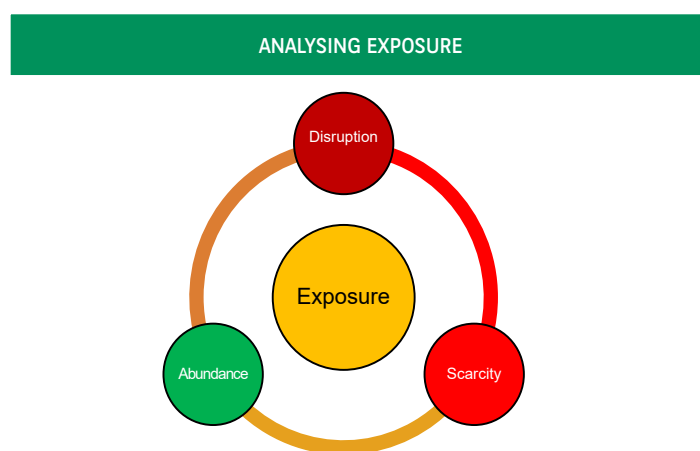 ANALYSING EXPOSURE
Disruption
Exposure
Abundance
Scarcity